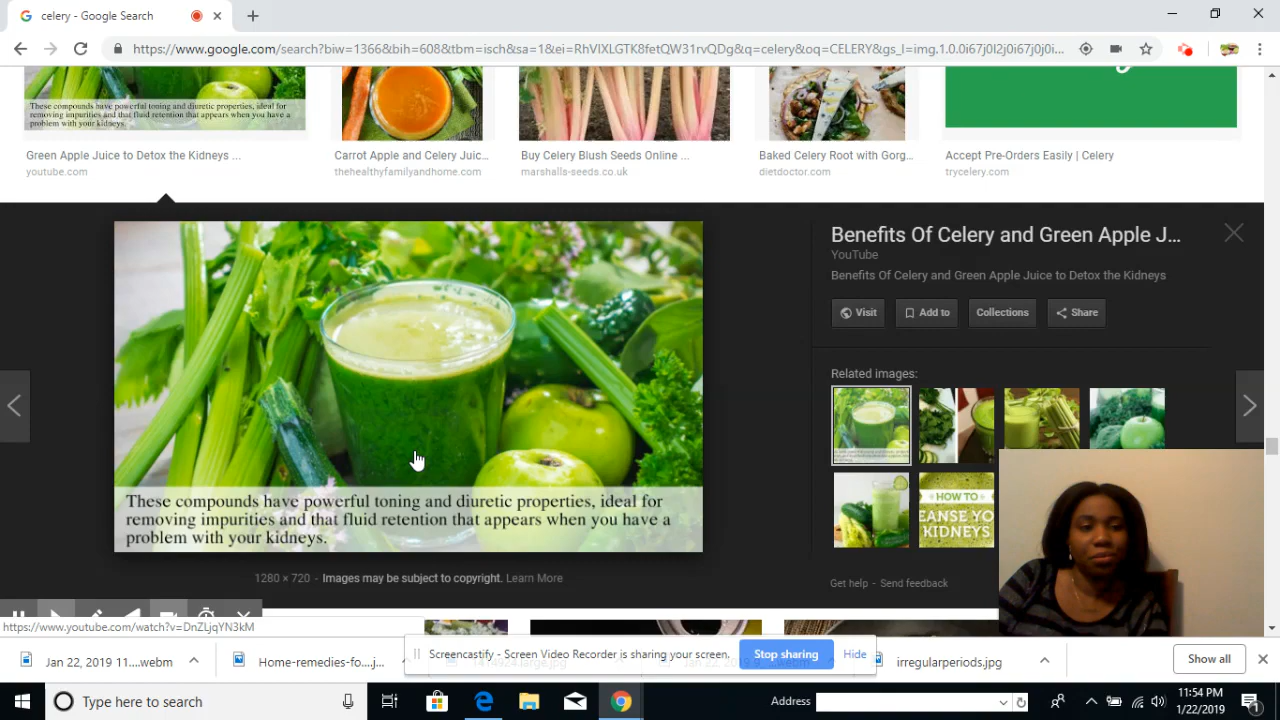 celery - Google Search
https://www.google.com/search?biw=1366&bih=608&tbm=isch&sa=1&ei=RhVIXLGTK8fetQW31rvQDg&q=celery&oq=CELERY&gs_l=img.1.0.0i67j0l2j0i67j0j0i...
These compounds have powerful toning and diuretic properties, ideal for
removing impurities and that fluid retention that appears when you have a
problem with your kidneys.
Green Apple Juice to Detox the Kidneys ...
youtube.com
Carrot Apple and Celery Juic...
thehealthyfamilyandhome.com
Buy Celery Blush Seeds Online ...
marshalls-seeds.co.uk
Baked Celery Root with Gorg...
dietdoctor.com
Accept Pre-Orders Easily | Celery
trycelery.com
These compounds have powerful toning and diuretic properties, ideal for
removing impurities and that fluid retention that appears when you have a
problem with your kidneys.
1280 × 720 - Images may be subject to copyright. Learn More
Benefits Of Celery and Green Apple J...
YouTube
Benefits Of Celery and Green Apple Juice to Detox the Kidneys
Visit
Add to
Collections
Share
Related images:
HOW TO
EANSE YO
KIDNEYS
Get help - Send feedback
https://www.youtube.com/watch?v=DnZLjqYN3kM
Screencastify - Screen Video Recorder is sharing your screen.
Stop sharing
Hide
Jan 22, 2019 11....webm
Home-remedies-fo....jpg
irregularperiods.jpg
Show all
Type here to search
Address
11:54 PM
1/22/2019
1